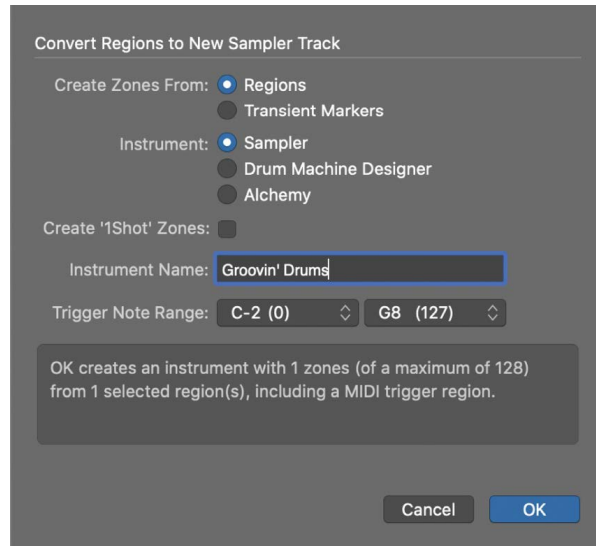 Convert Regions to New Sampler Track
Create Zones From: Regions
Transient Markers
Instrument: Sampler
Drum Machine Designer
Alchemy
Create '1Shot' Zones:
Instrument Name: Groovin' Drums
Trigger Note Range: C-2 (0) G8 (127)
OK creates an instrument with 1 zones (of a maximum of 128)
from 1 selected region(s), including a MIDI trigger region.
Cancel OK